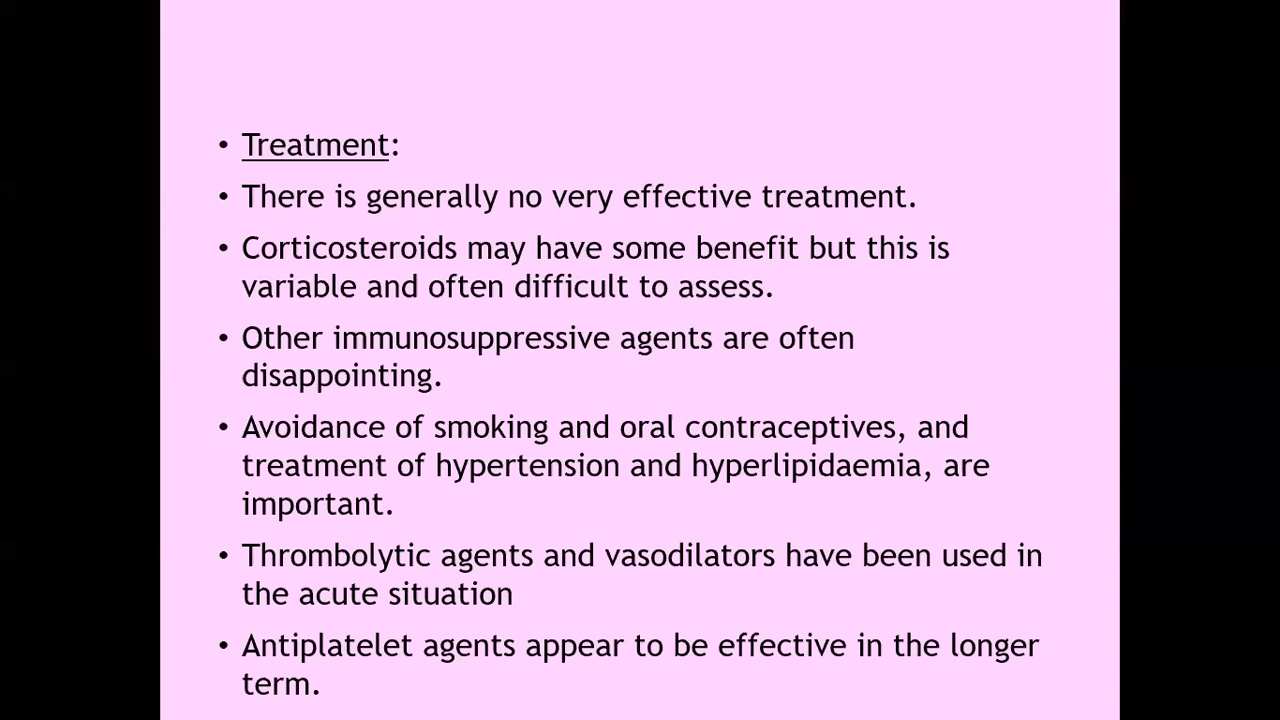 • Treatment:
• There is generally no very effective treatment.
• Corticosteroids may have some benefit but this is
variable and often difficult to assess.
• Other immunosuppressive agents are often
disappointing.
• Avoidance of smoking and oral contraceptives, and
treatment of hypertension and hyperlipidaemia, are
important.
• Thrombolytic agents and vasodilators have been used in
the acute situation
• Antiplatelet agents appear to be effective in the longer
term.